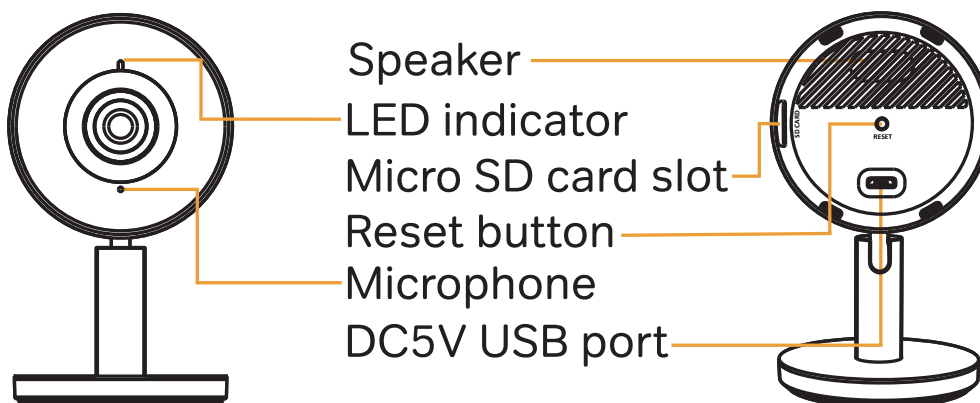 Speaker
LED indicator
Micro SD card slot
Reset button
Microphone
DC5V USB port
SD CARD
RESET